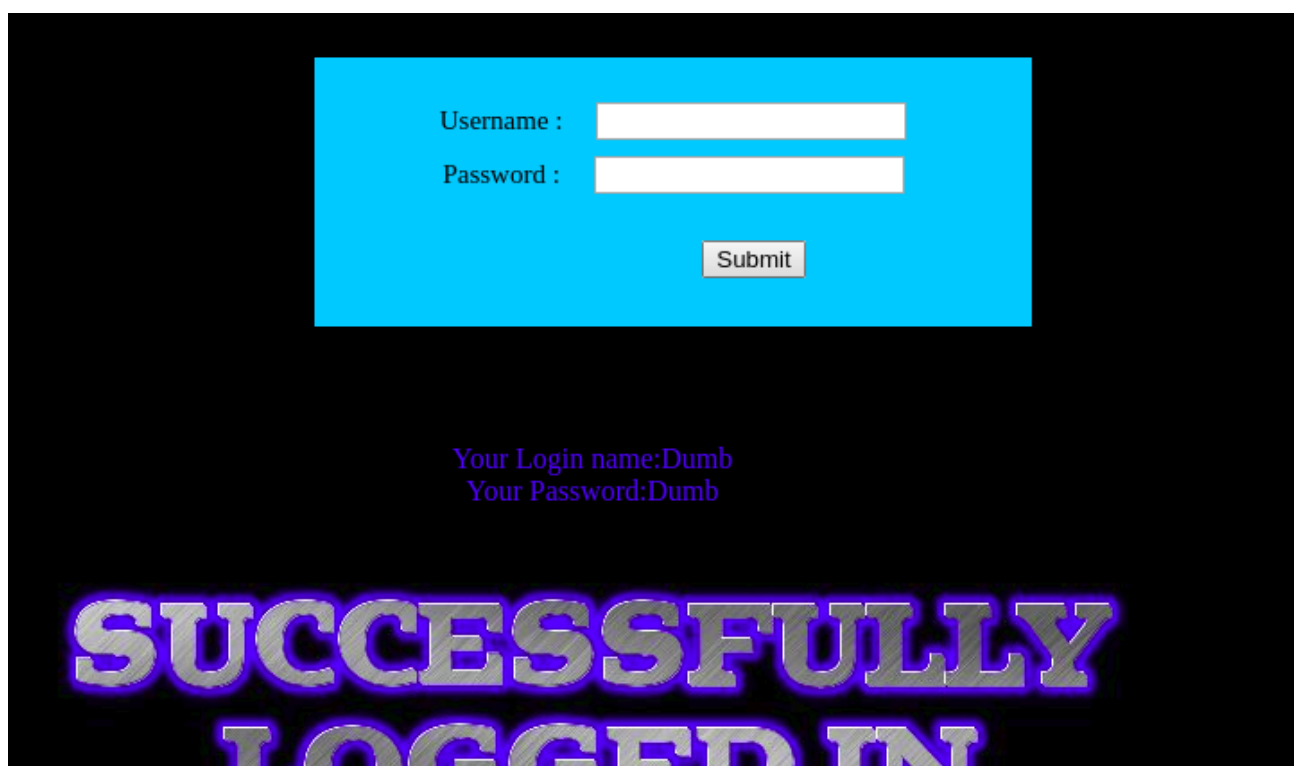 Username :
Password :
Submit
Your Login name:Dumb
Your Password:Dumb
SUCCESSFULLY
LOGGED IN